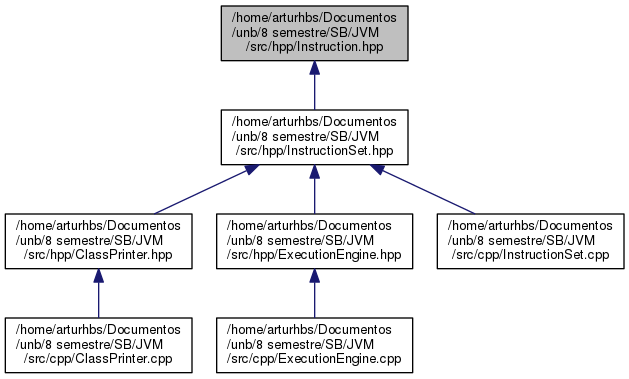 /home/arturhbs/Documentos
/unb/8 semestre/SB/JVM
/src/hpp/Instruction.hpp
/home/arturhbs/Documentos
/unb/8 semestre/SB/JVM
/src/hpp/InstructionSet.hpp
/home/arturhbs/Documentos
/unb/8 semestre/SB/JVM
/src/hpp/ClassPrinter.hpp
/home/arturhbs/Documentos
/unb/8 semestre/SB/JVM
/src/hpp/ExecutionEngine.hpp
/home/arturhbs/Documentos
/unb/8 semestre/SB/JVM
/src/cpp/InstructionSet.cpp
/home/arturhbs/Documentos
/unb/8 semestre/SB/JVM
/src/cpp/ClassPrinter.cpp
/home/arturhbs/Documentos
/unb/8 semestre/SB/JVM
/src/cpp/ExecutionEngine.cpp